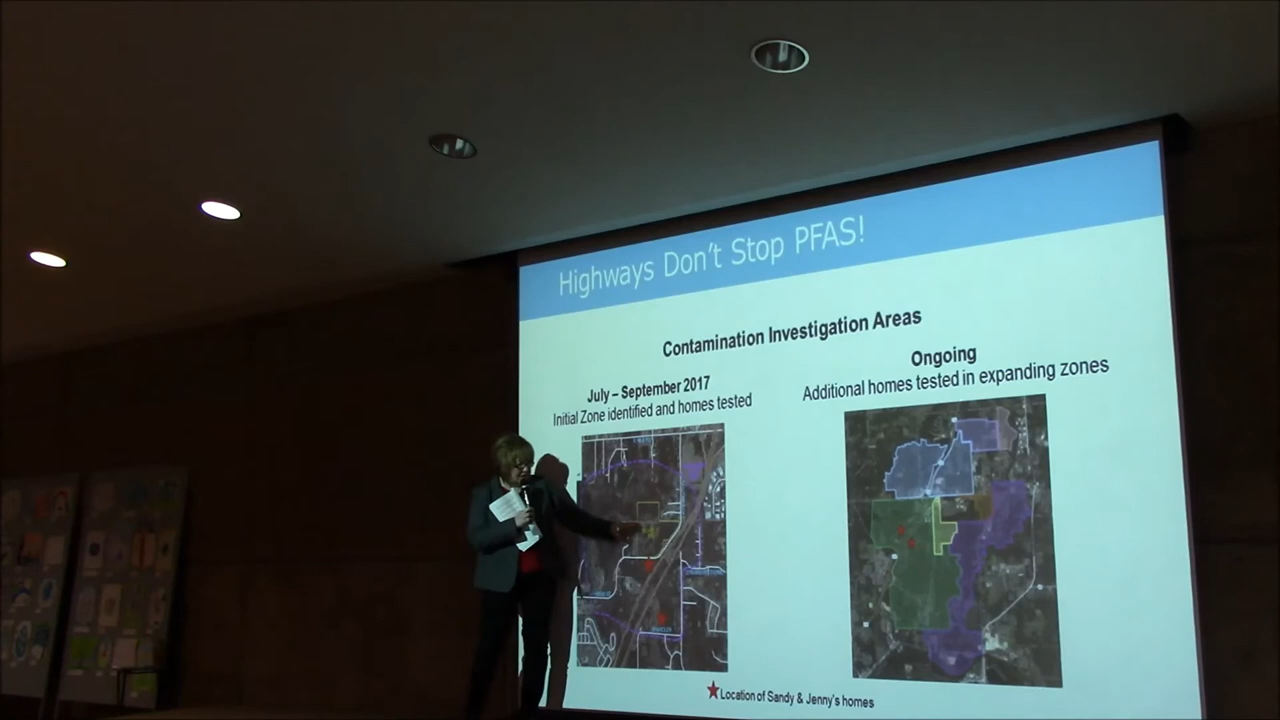 Highways Don't Stop PFAS!
Contamination Investigation Areas
July – September 2017
Initial Zone identified and homes tested
Ongoing
Additional homes tested in expanding zones
Location of Sandy & Jenny's homes